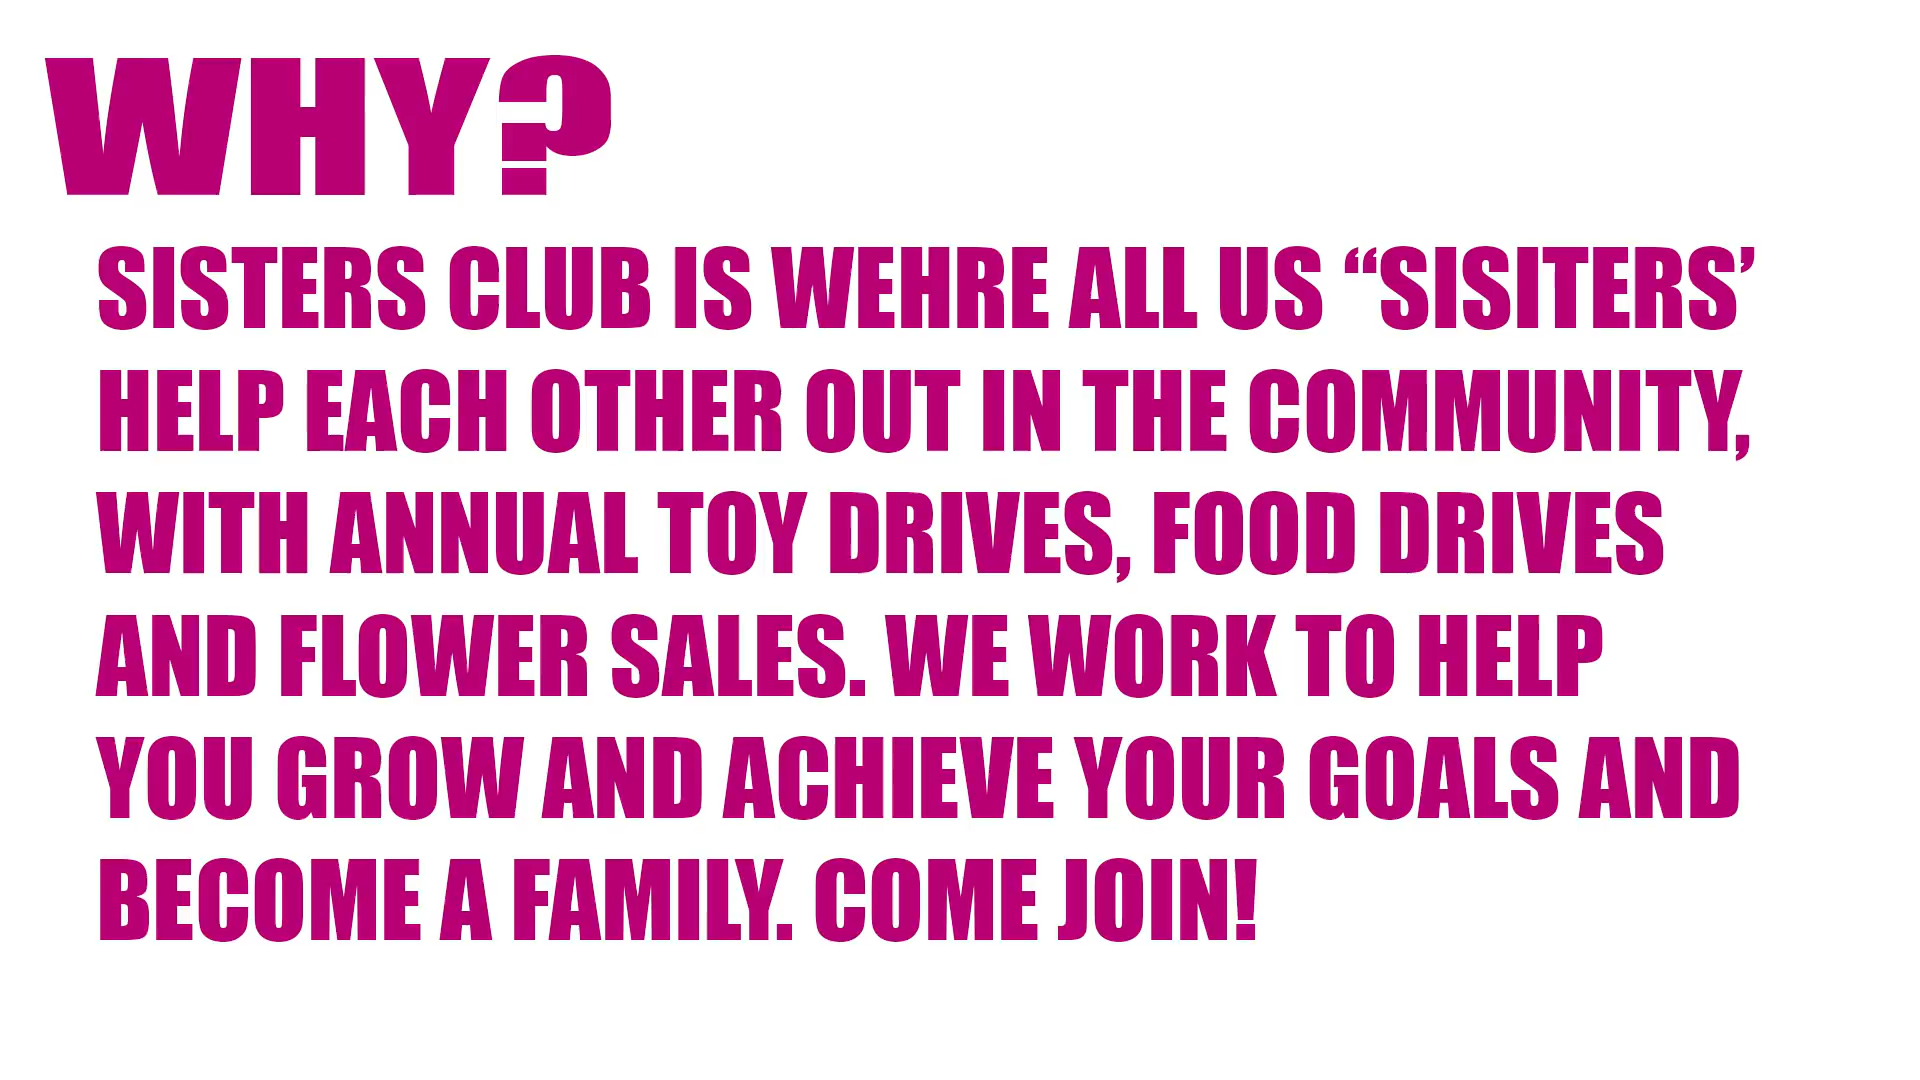 WHY?
SISTERS CLUB IS WEHRE ALL US “SISITERS’
HELP EACH OTHER OUT IN THE COMMUNITY,
WITH ANNUAL TOY DRIVES, FOOD DRIVES
AND FLOWER SALES. WE WORK TO HELP
YOU GROW AND ACHIEVE YOUR GOALS AND
BECOME A FAMILY. COME JOIN!